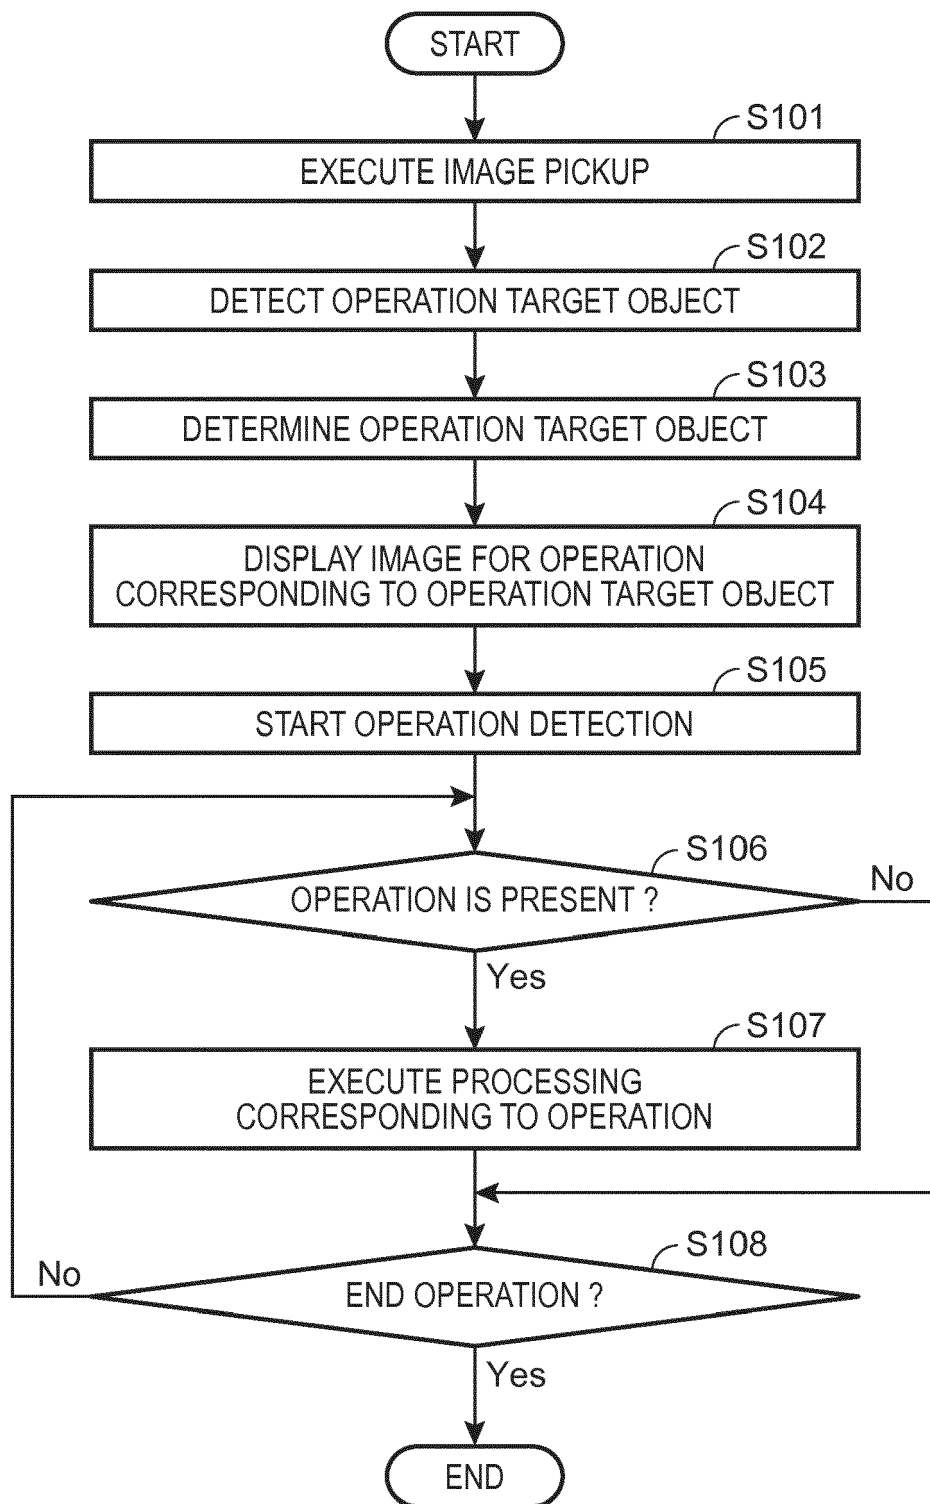 START
S101
EXECUTE IMAGE PICKUP
S102
DETECT OPERATION TARGET OBJECT
S103
DETERMINE OPERATION TARGET OBJECT
S104
DISPLAY IMAGE FOR OPERATION
CORRESPONDING TO OPERATION TARGET OBJECT
S105
START OPERATION DETECTION
S106
OPERATION IS PRESENT ?
No
Yes
S107
EXECUTE PROCESSING
CORRESPONDING TO OPERATION
S108
No
END OPERATION ?
Yes
END